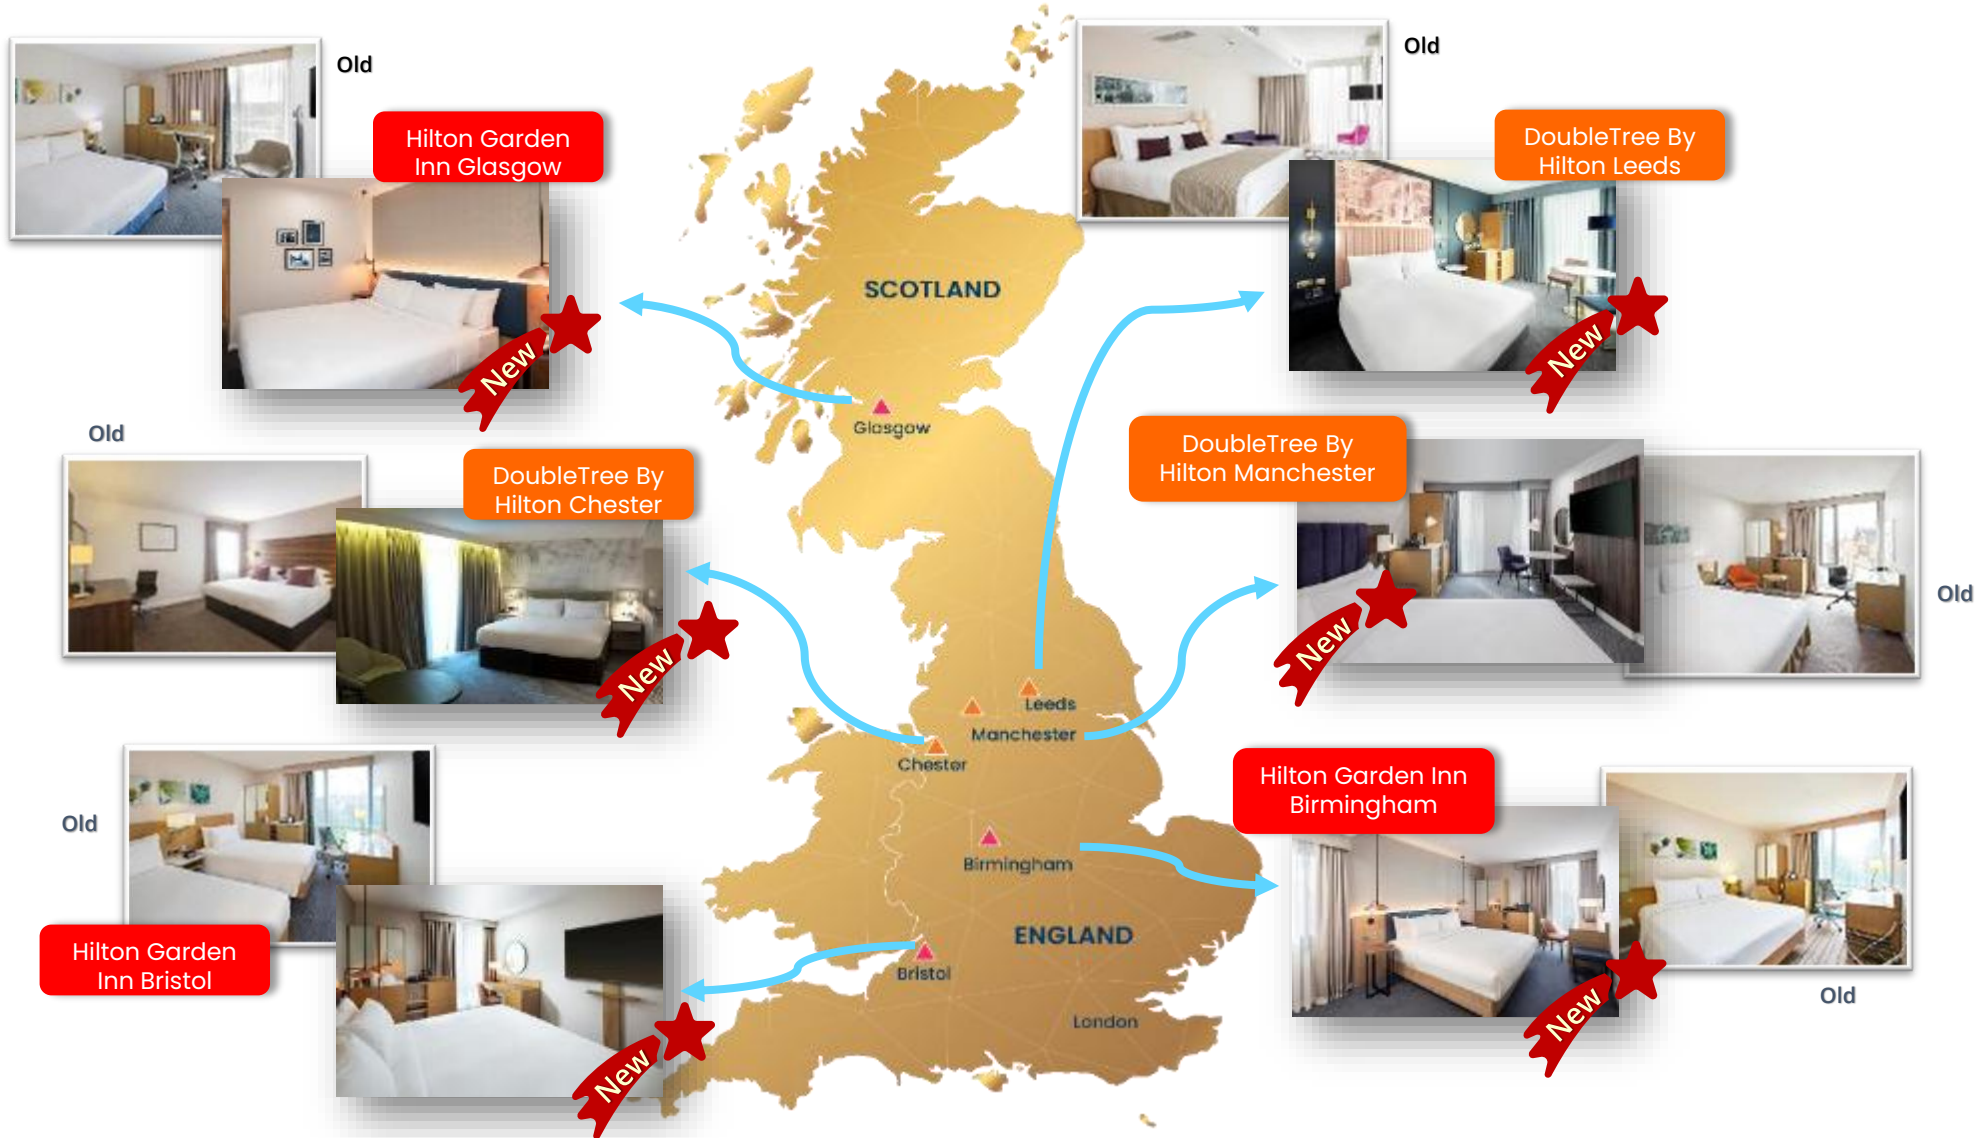 Old
Hilton Garden
Inn Glasgow
New
Old
DoubleTree By
Hilton Leeds
New
SCOTLAND
Glasgow
Old
DoubleTree By
Hilton Chester
New
DoubleTree By
Hilton Manchester
New
Old
Leeds
Manchester
Chester
Birmingham
ENGLAND
Bristol
London
Old
Hilton Garden
Inn Bristol
New
Hilton Garden Inn
Birmingham
New
Old